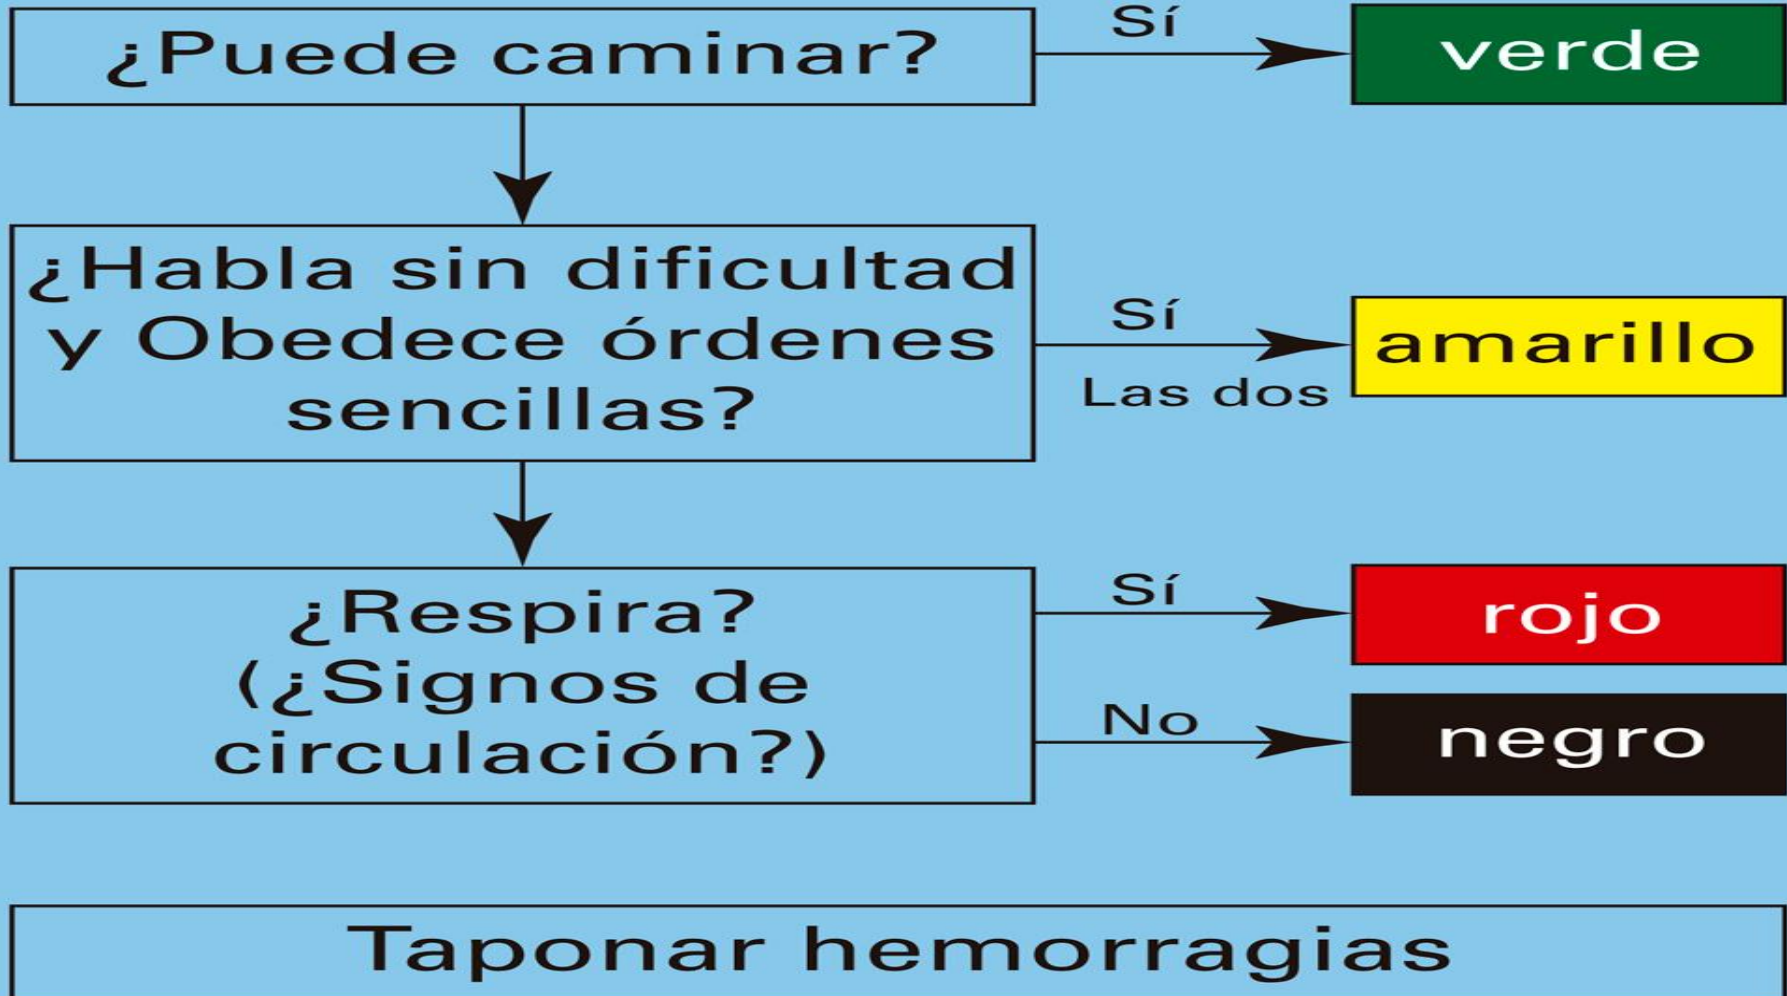 ¿Puede caminar?
Sí
verde
¿Habla sin dificultad
y Obedece órdenes
sencillas?
Sí
Las dos
amarillo
¿Respira?
(¿Signos de
circulación?)
Sí
rojo
No
negro
Taponar hemorragias